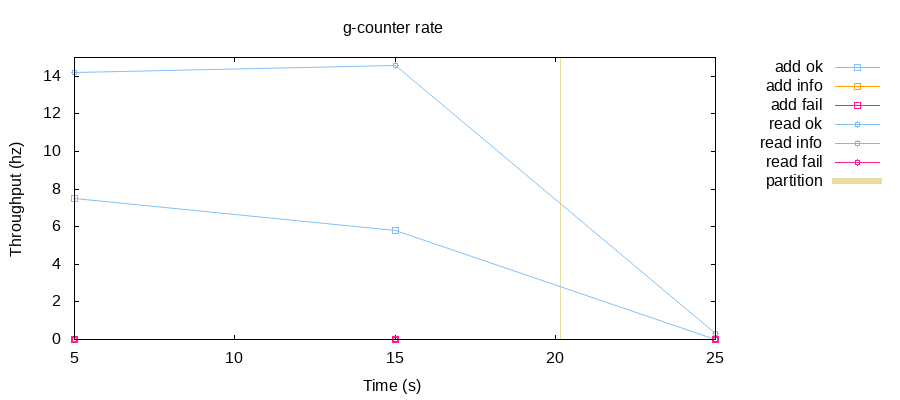 g-counter rate
Throughput (hz)
14
12
10
8
6
4
2
0
5
10
15
20
25
Time (s)
add ok
add info
add fail
read ok
read info
read fail
partition